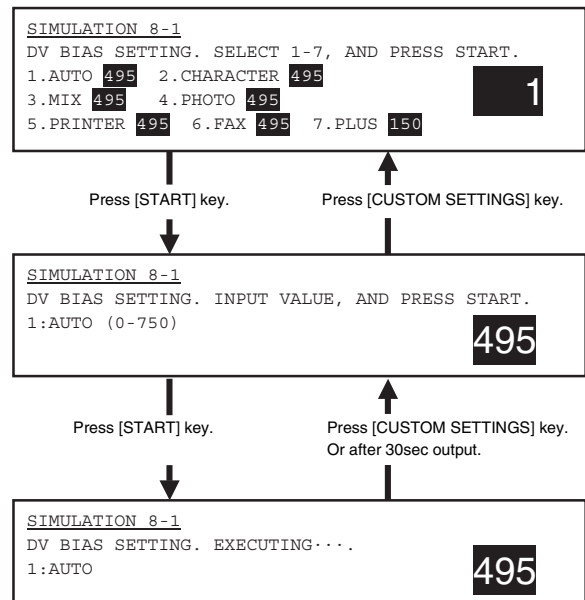 SIMULATION 8-1
DV BIAS SETTING. SELECT 1-7, AND PRESS START.
1.AUTO 495 2.CHARACTER 495
3.MIX 495 4.PHOTO 495
1
5.PRINTER 495 6.FAX 495 7.PLUS 150
Press [START] key. Press [CUSTOM SETTINGS] key.
SIMULATION 8-1
DV BIAS SETTING. INPUT VALUE, AND PRESS START.
1:AUTO (0-750)
495
Press [START] key. Press [CUSTOM SETTINGS] key.
Or after 30sec output.
SIMULATION 8-1
DV BIAS SETTING. EXECUTING···.
1:AUTO
495